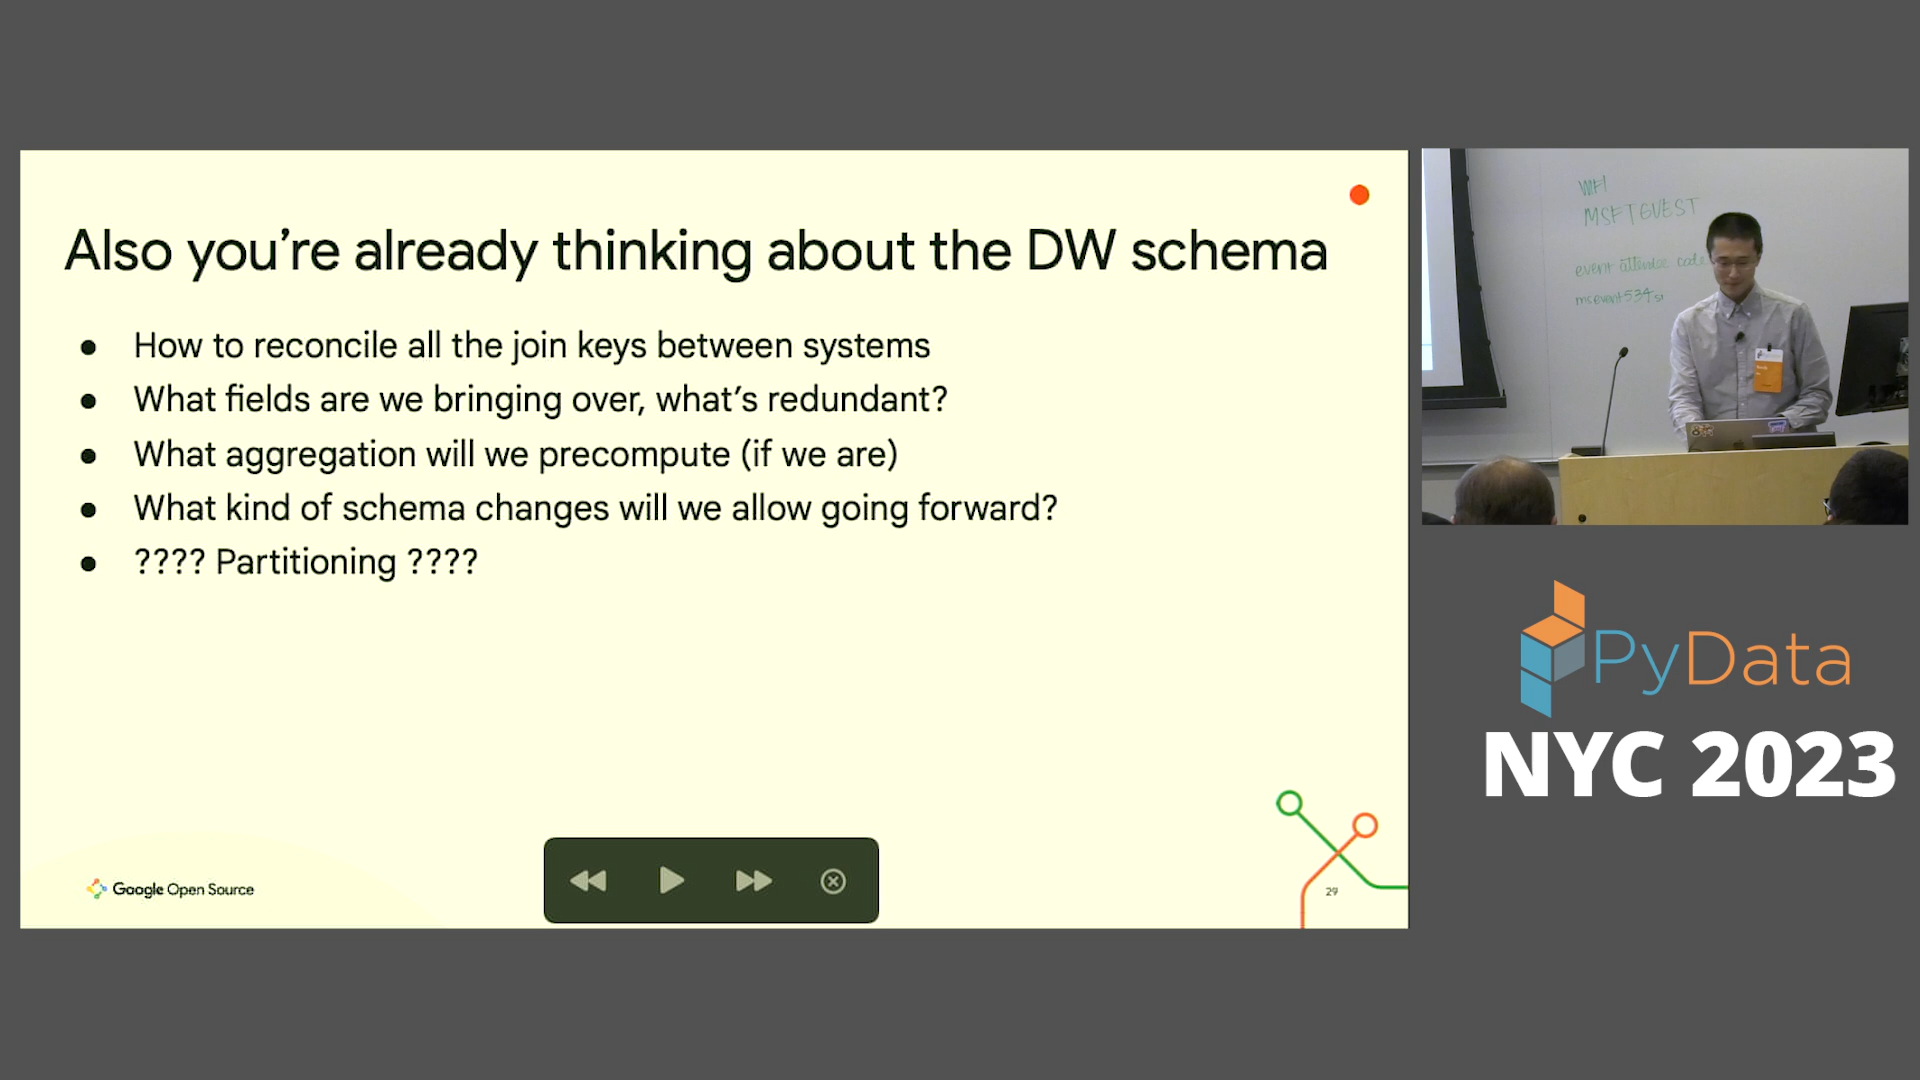 Also you're already thinking about the DW schema
● How to reconcile all the join keys between systems
● What fields are we bringing over, what's redundant?
● What aggregation will we precompute (if we are)
● What kind of schema changes will we allow going forward?
● ???? Partitioning ????
Google Open Source
29
WIFI
MSFTGUEST
event attendee code
msevent534si
PyData
NYC 2023